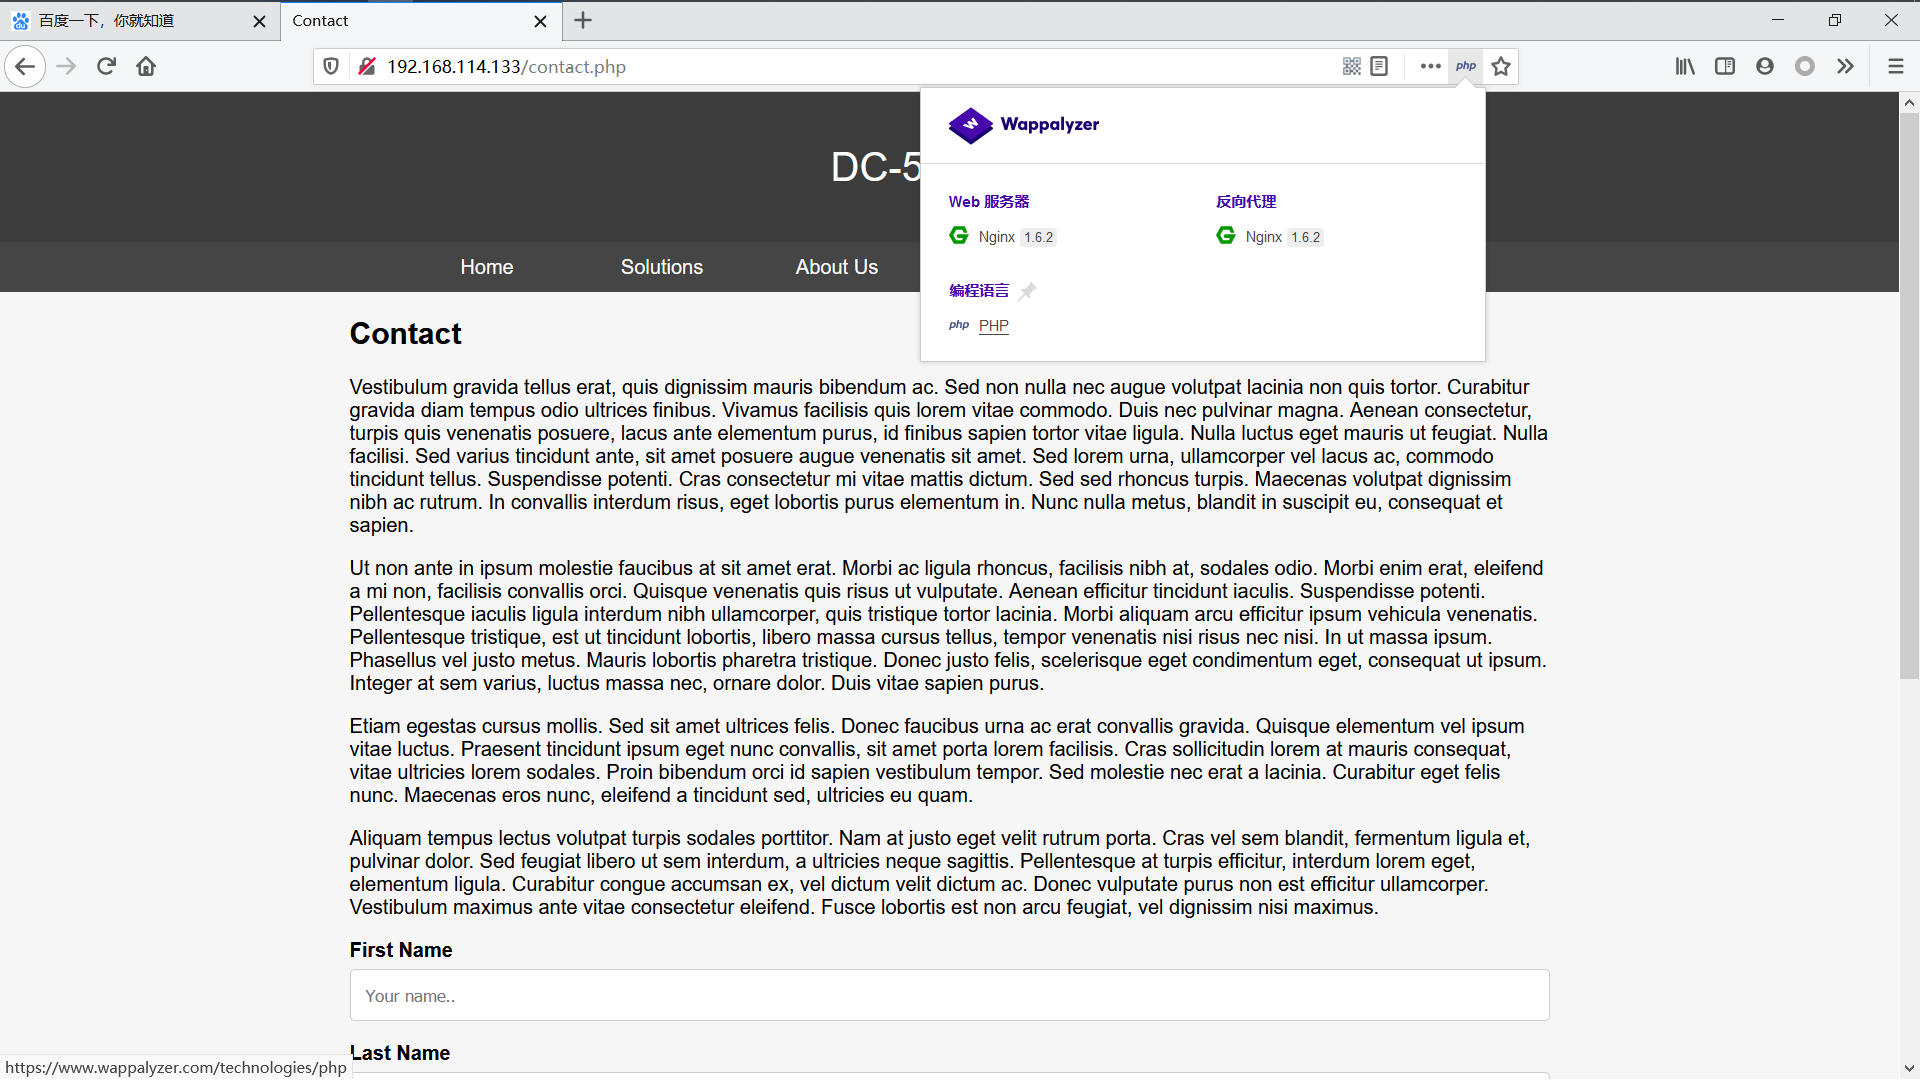 百度一下，你就知道
Contact
192.168.114.133/contact.php
php
Wappalyzer
DC-5
Web 服务器
反向代理
Nginx 1.6.2
Nginx 1.6.2
Home
Solutions
About Us
编程语言
php PHP
Contact
Vestibulum gravida tellus erat, quis dignissim mauris bibendum ac. Sed non nulla nec augue volutpat lacinia non quis tortor. Curabitur
gravida diam tempus odio ultrices finibus. Vivamus facilisis quis lorem vitae commodo. Duis nec pulvinar magna. Aenean consectetur,
turpis quis venenatis posuere, lacus ante elementum purus, id finibus sapien tortor vitae ligula. Nulla luctus eget mauris ut feugiat. Nulla
facilisi. Sed varius tincidunt ante, sit amet posuere augue venenatis sit amet. Sed lorem urna, ullamcorper vel lacus ac, commodo
tincidunt tellus. Suspendisse potenti. Cras consectetur mi vitae mattis dictum. Sed sed rhoncus turpis. Maecenas volutpat dignissim
nibh ac rutrum. In convallis interdum risus, eget lobortis purus elementum in. Nunc nulla metus, blandit in suscipit eu, consequat et
sapien.
Ut non ante in ipsum molestie faucibus at sit amet erat. Morbi ac ligula rhoncus, facilisis nibh at, sodales odio. Morbi enim erat, eleifend
a mi non, facilisis convallis orci. Quisque venenatis quis risus ut vulputate. Aenean efficitur tincidunt iaculis. Suspendisse potenti.
Pellentesque iaculis ligula interdum nibh ullamcorper, quis tristique tortor lacinia. Morbi aliquam arcu efficitur ipsum vehicula venenatis.
Pellentesque tristique, est ut tincidunt lobortis, libero massa cursus tellus, tempor venenatis nisi risus nec nisi. In ut massa ipsum.
Phasellus vel justo metus. Mauris lobortis pharetra tristique. Donec justo felis, scelerisque eget condimentum eget, consequat ut ipsum.
Integer at sem varius, luctus massa nec, ornare dolor. Duis vitae sapien purus.
Etiam egestas cursus mollis. Sed sit amet ultrices felis. Donec faucibus urna ac erat convallis gravida. Quisque elementum vel ipsum
vitae luctus. Praesent tincidunt ipsum eget nunc convallis, sit amet porta lorem facilisis. Cras sollicitudin lorem at mauris consequat,
vitae ultricies lorem sodales. Proin bibendum orci id sapien vestibulum tempor. Sed molestie nec erat a lacinia. Curabitur eget felis
nunc. Maecenas eros nunc, eleifend a tincidunt sed, ultricies eu quam.
Aliquam tempus lectus volutpat turpis sodales porttitor. Nam at justo eget velit rutrum porta. Cras vel sem blandit, fermentum ligula et,
pulvinar dolor. Sed feugiat libero ut sem interdum, a ultricies neque sagittis. Pellentesque at turpis efficitur, interdum lorem eget,
elementum ligula. Curabitur congue accumsan ex, vel dictum velit dictum ac. Donec vulputate purus non est efficitur ullamcorper.
Vestibulum maximus ante vitae consectetur eleifend. Fusce lobortis est non arcu feugiat, vel dignissim nisi maximus.
First Name
Your name..
Last Name
https://www.wappalyzer.com/technologies/php